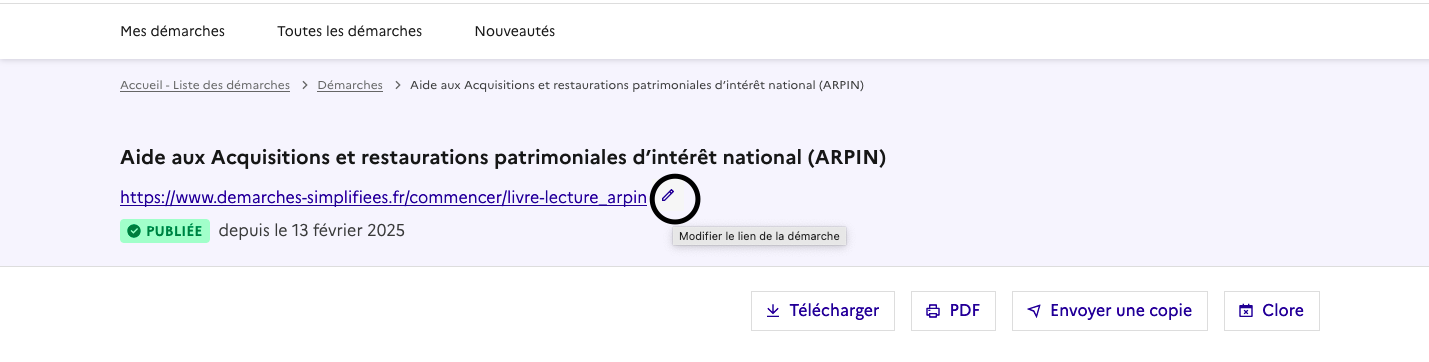 Mes démarches Toutes les démarches Nouveautés
Accueil - Liste des démarches > Démarches > Aide aux Acquisitions et restaurations patrimoniales d’intérêt national (ARPIN)
Aide aux Acquisitions et restaurations patrimoniales d’intérêt national (ARPIN)
https://www.demarches-simplifiees.fr/commencer/livre-lecture_arpin
PUBLIÉE depuis le 13 février 2025
Modifier le lien de la démarche
Télécharger PDF Envoyer une copie Clore